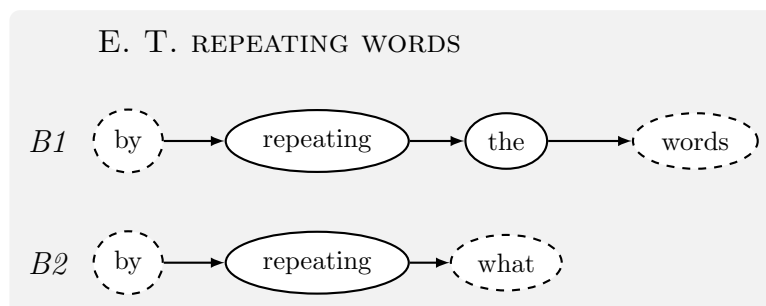 E. T. REPEATING WORDS
B1 by repeating the words
B2 by repeating what